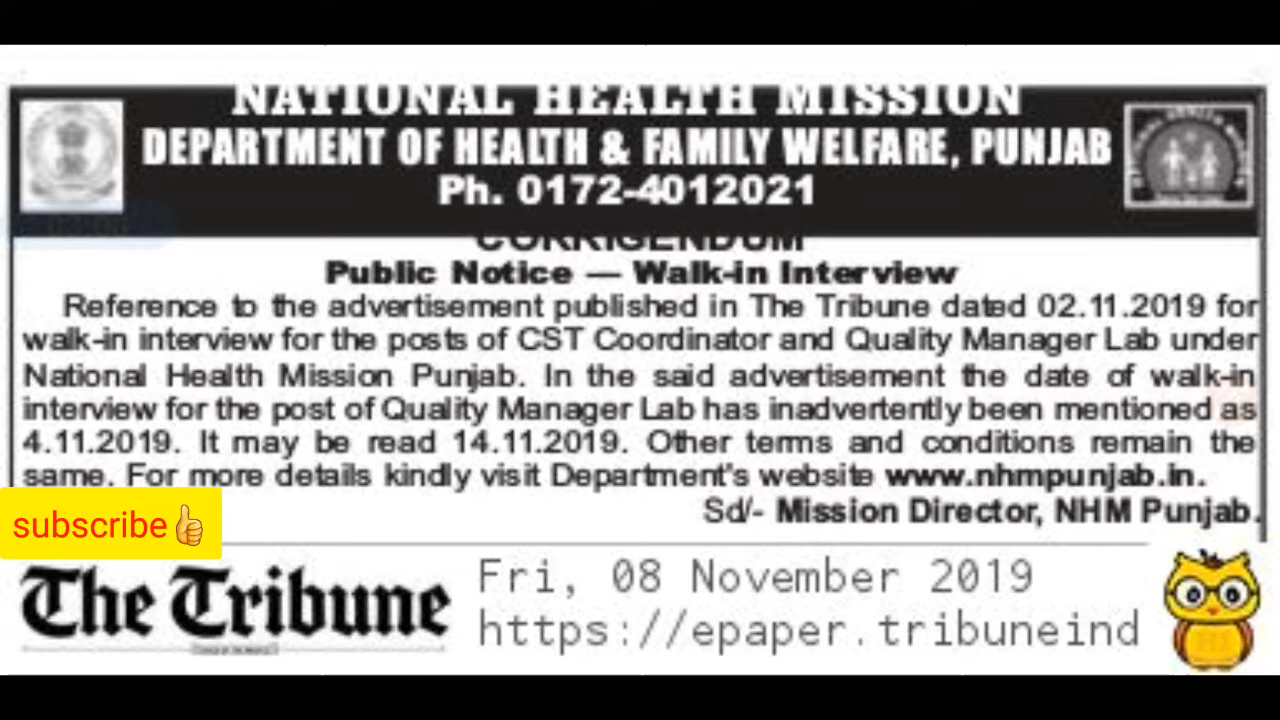 NATIONAL HEALTH MISSION
DEPARTMENT OF HEALTH & FAMILY WELFARE, PUNJAB
Ph. 0172-4012021
CORRIGENDUM
Public Notice — Walk-in Interview
Reference to the advertisement published in The Tribune dated 02.11.2019 for
walk-in interview for the posts of CST Coordinator and Quality Manager Lab under
National Health Mission Punjab. In the said advertisement the date of walk-in
interview for the post of Quality Manager Lab has inadvertently been mentioned as
4.11.2019. It may be read 14.11.2019. Other terms and conditions remain the
same. For more details kindly visit Department's website www.nhmpunjab.in.
Sd/- Mission Director, NHM Punjab.
subscribe👍
The Tribune
Fri, 08 November 2019
https://epaper.tribuneind